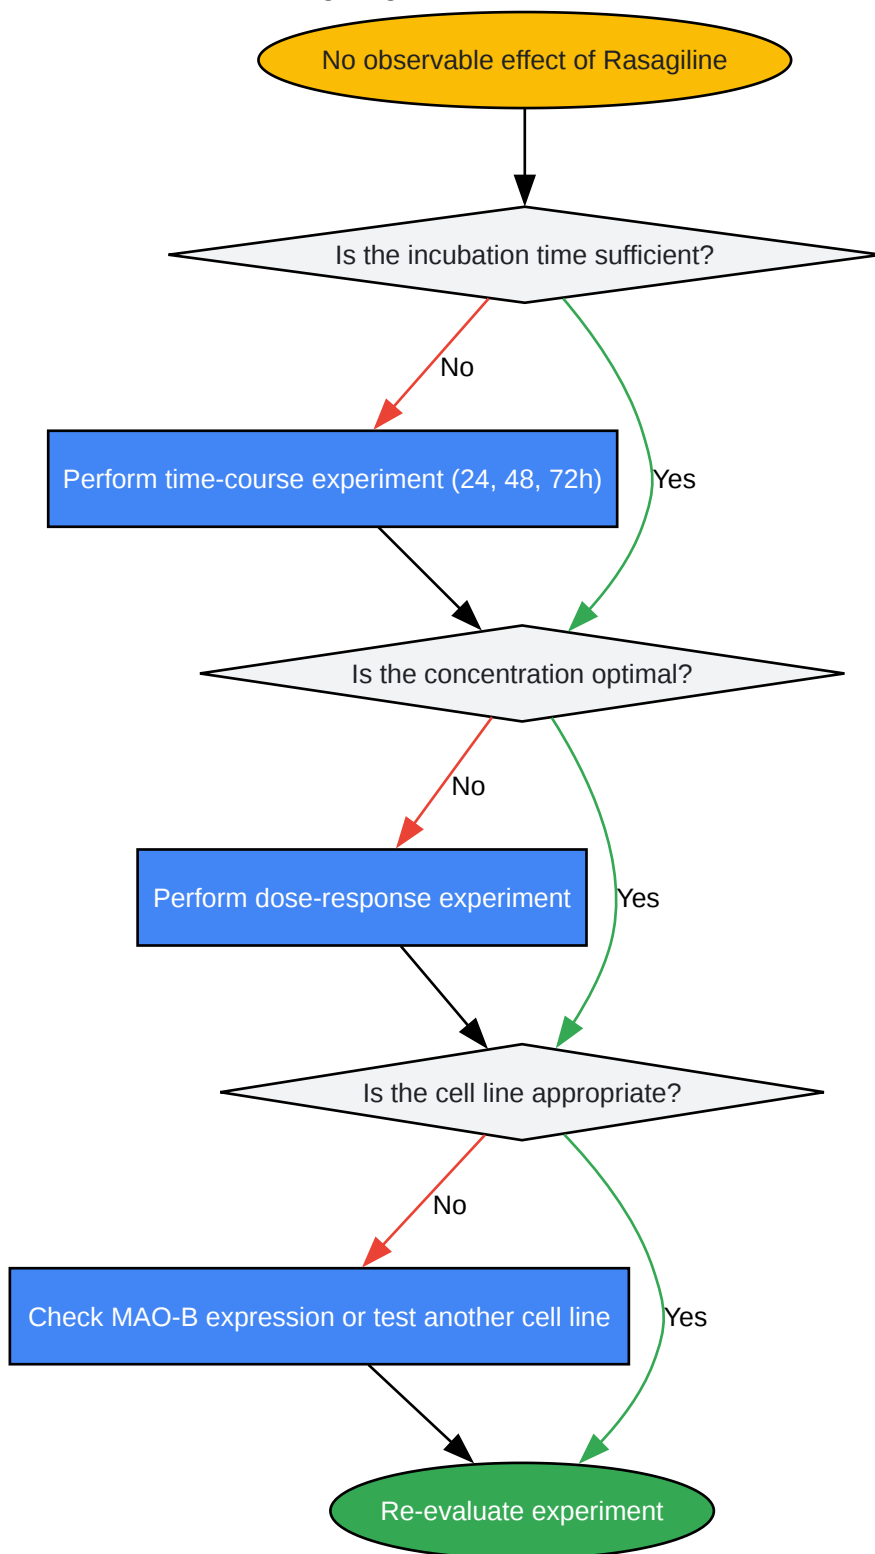 No observable effect of Rasagiline
Is the incubation time sufficient?
No
Perform time-course experiment (24, 48, 72h)
Yes
Is the concentration optimal?
No
Perform dose-response experiment
Yes
Is the cell line appropriate?
No
Check MAO-B expression or test another cell line
Yes
Re-evaluate experiment